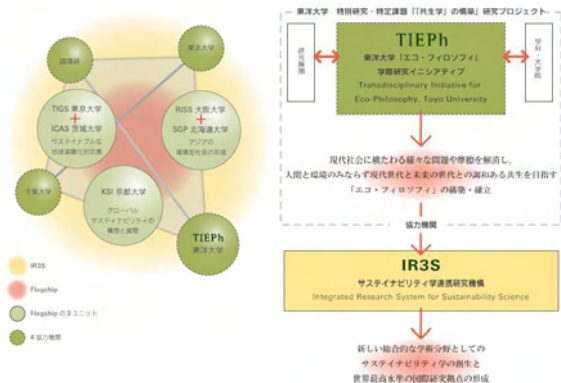 東洋大学 特別研究・特定課題『「共生学」の構築』研究プロジェクト
国環研
東北大学
TIGS 東京大学
+
ICAS 茨城大学
サステイナブルな
地球温暖化対応策
RISS 大阪大学
+
SGP 北海道大学
アジアの
循環型社会の形成
千葉大学
KSI 京都大学
グローバル
サステイナビリティの
構想と展開
TIEPh
東洋大学
IR3S
Flagship
Flagshipの3ユニット
4協力機関
研究機関
TIEPh
東洋大学「エコ・フィロソフィ」
学際研究イニシアティブ
Transdisciplinary Initiative for
Eco-Philosophy, Toyo University
学科・大学院
現代社会に横たわる様々な問題や摩擦を解消し、
人間と環境のみならず現世代と未来の世代との調和ある共生を目指す
「エコ・フィロソフィ」の構築・確立
協力機関
IR3S
サステイナビリティ学連携研究機構
Integrated Research System for Sustainability Science
新しい総合的な学術分野としての
サステイナビリティ学の創生と
世界最高水準の国際研究拠点の形成